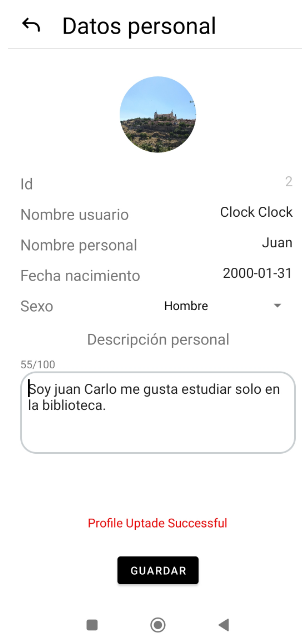 Datos personal
Id 2
Nombre usuario Clock Clock
Nombre personal Juan
Fecha nacimiento 2000-01-31
Sexo Hombre
Descripción personal
55/100
Soy juan Carlo me gusta estudiar solo en
la biblioteca.
Profile Uptade Successful
GUARDAR